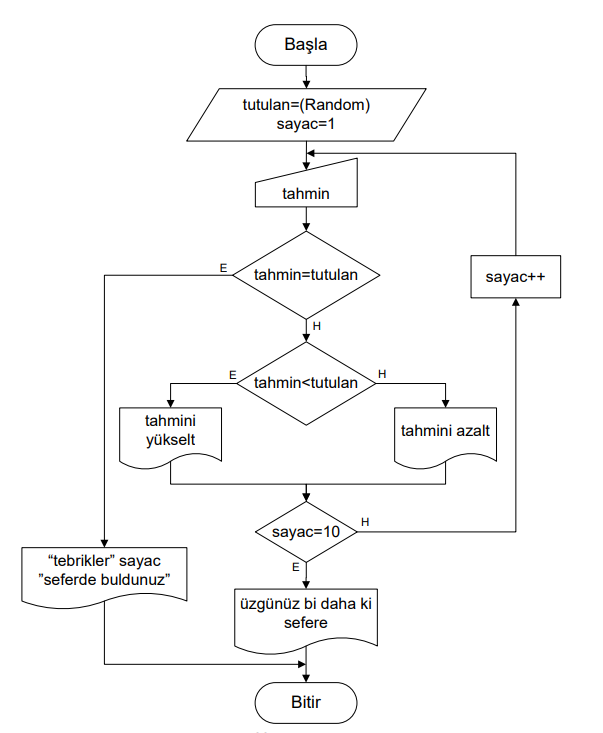 Başla
tutulan=(Random)
sayac=1
tahmin
tahmin=tutulan
E
H
sayac++
tahmin<tutulan
E
H
tahmini
yükselt
tahmini azalt
sayac=10
H
E
“tebrikler” sayac
”seferde buldunuz”
üzgünüz bi daha ki
sefere
Bitir